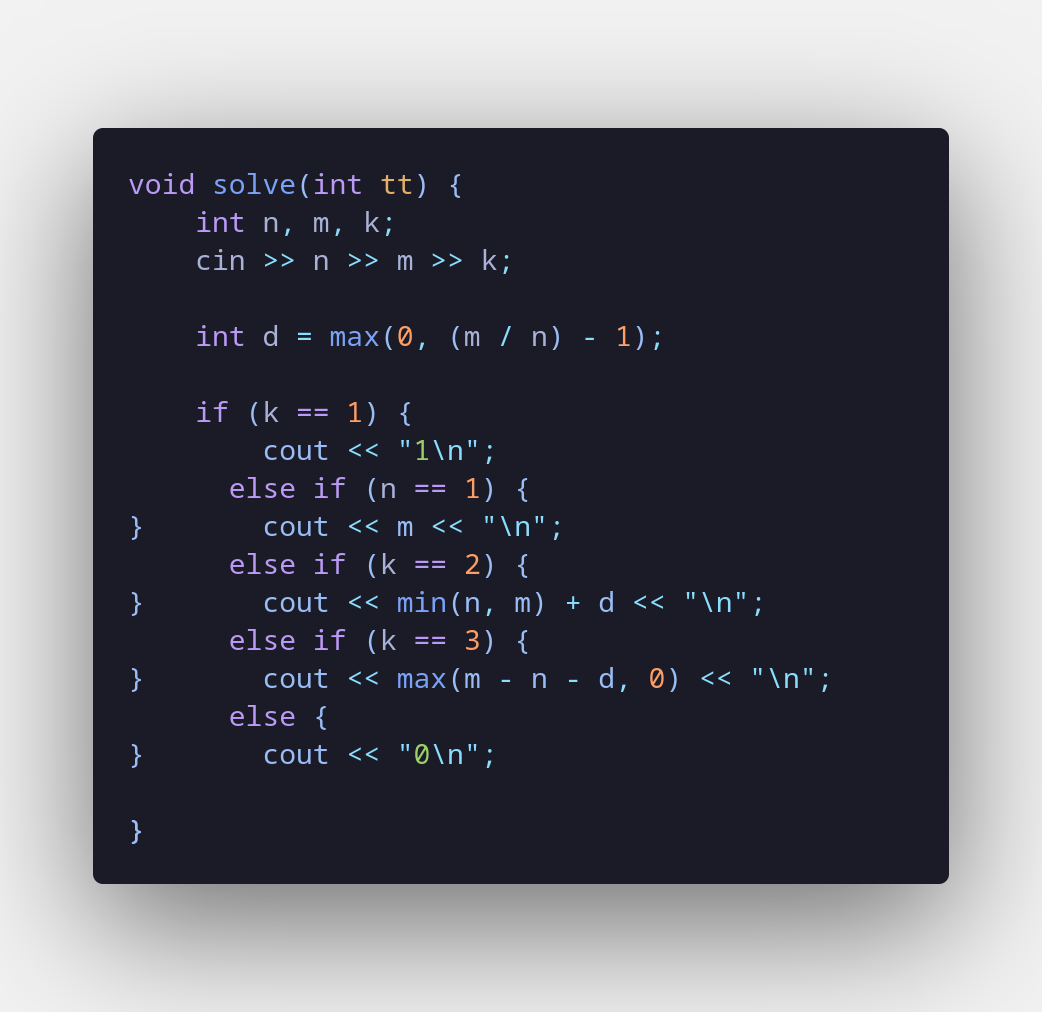 void solve(int tt) {
    int n, m, k;
    cin >> n >> m >> k;

    int d = max(0, (m / n) - 1);

    if (k == 1) {
        cout << "1\n";
      else if (n == 1) {
}       cout << m << "\n";
      else if (k == 2) {
}       cout << min(n, m) + d << "\n";
      else if (k == 3) {
}       cout << max(m - n - d, 0) << "\n";
      else {
}       cout << "0\n";

}